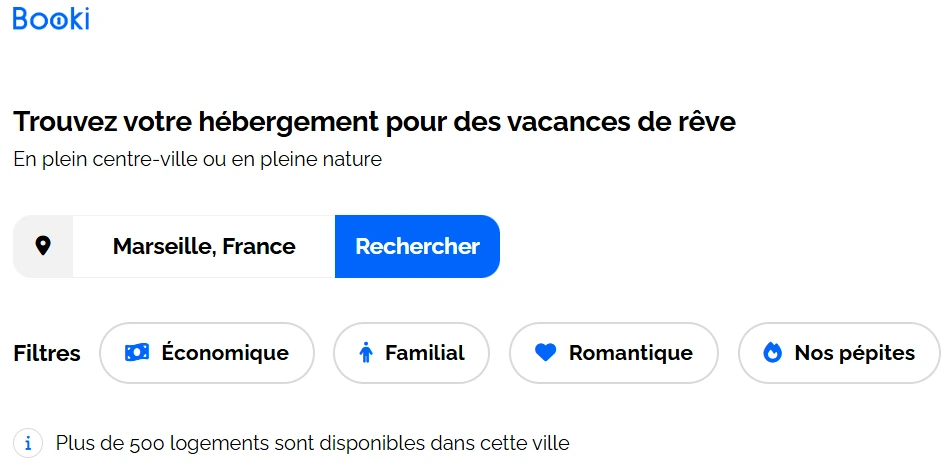 Booki
Trouvez votre hébergement pour des vacances de rêve
En plein centre-ville ou en pleine nature
Marseille, France Rechercher
Filtres Économique Familial Romantique Nos pépites
i Plus de 500 logements sont disponibles dans cette ville